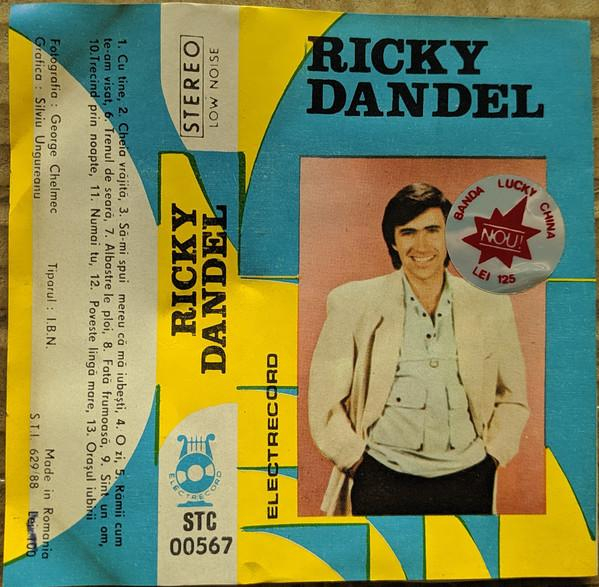 RICKY
DANDEL
BANDA LUCKY CHINA
NOU!
LEI 125
ELECTRECORD
STEREO
LOW NOISE
RICKY
DANDEL
ELECTRECORD
STC
00567
1. Cu tine, 2. Cheia vrăjită, 3. Să-mi spui mereu că mă iubești, 4. O zi, 5. Rămîi cum
te-am visat, 6. Trenul de seară, 7. Albastre le ploi, 8. Fată frumoasă, 9. Sînt un om,
10. Trecînd prin noapte, 11. Numai tu, 12. Poveste lîngă mare, 13. Orașul iubirii
Fotografia : George Chelmec Tiparul : I.B.N. Made in Romania
Grafica : Silviu Ungureanu S.T.I. 629/88 Lei 100